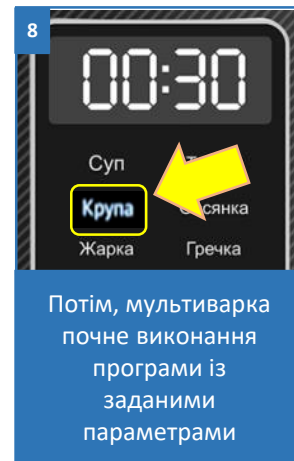 8
00:30
Суп
Крупа
Жарка Гречка
Потім, мультиварка
почне виконання
програми із
заданими
параметрами